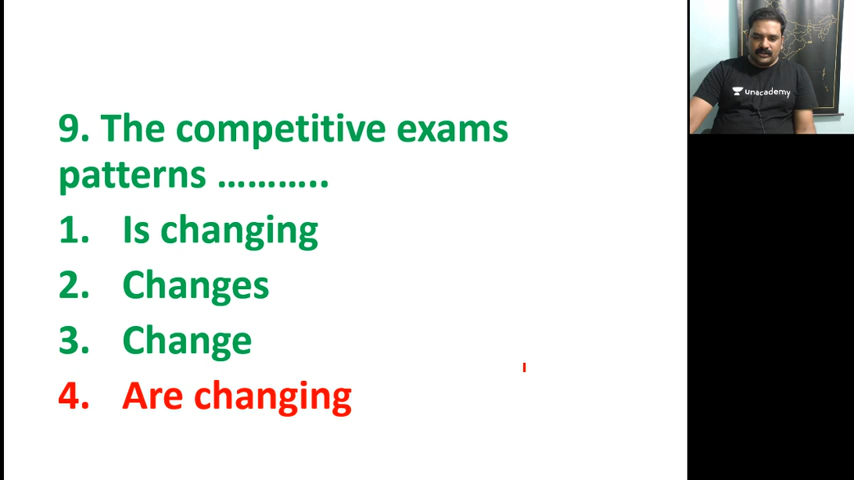 9. The competitive exams
patterns ………..
1. Is changing
2. Changes
3. Change
4. Are changing
unacademy